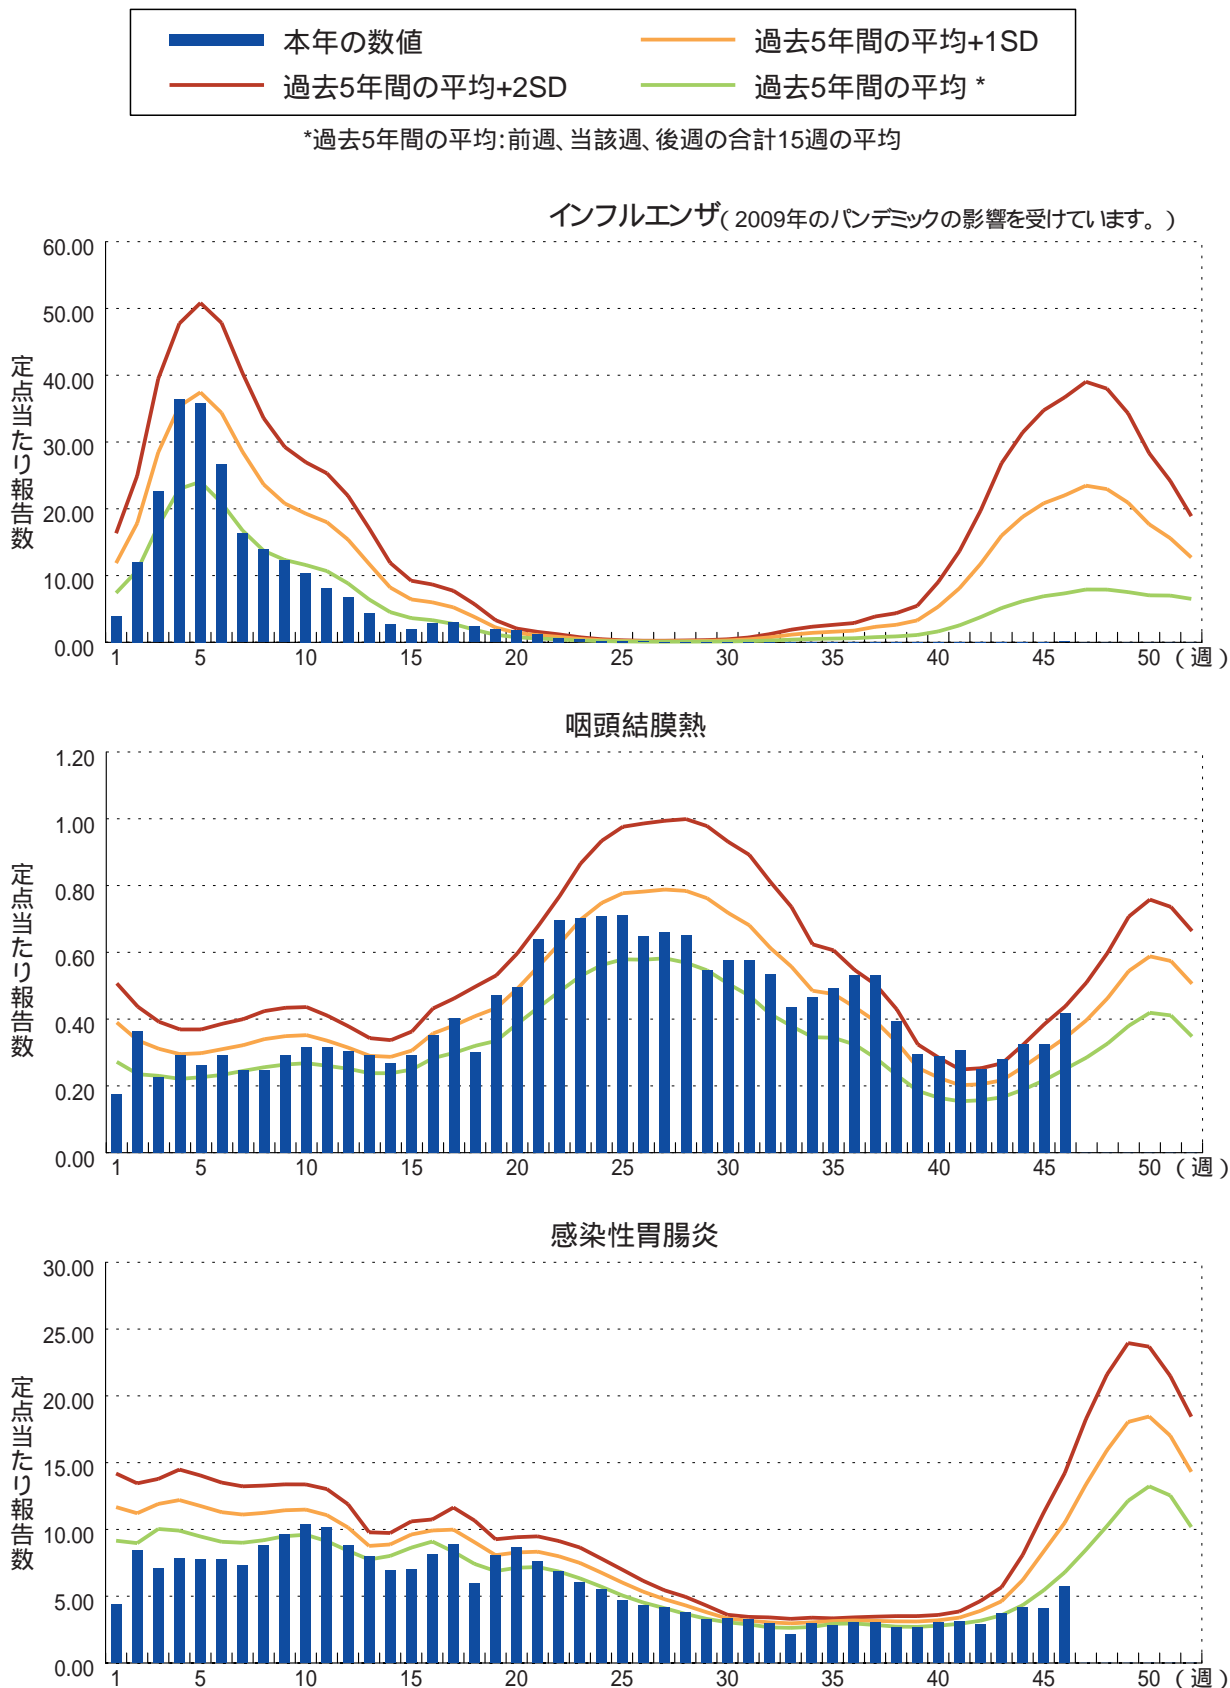 本年の数値
過去5年間の平均+1SD
過去5年間の平均+2SD
過去5年間の平均 *
*過去5年間の平均:前週、当該週、後週の合計15週の平均
インフルエンザ( 2009年のパンデミックの影響を受けています。 )
定点当たり報告数
60.00
50.00
40.00
30.00
20.00
10.00
0.00
1 5 10 15 20 25 30 35 40 45 50 (週)
咽頭結膜熱
定点当たり報告数
1.20
1.00
0.80
0.60
0.40
0.20
0.00
1 5 10 15 20 25 30 35 40 45 50 (週)
感染性胃腸炎
定点当たり報告数
30.00
25.00
20.00
15.00
10.00
5.00
0.00
1 5 10 15 20 25 30 35 40 45 50 (週)